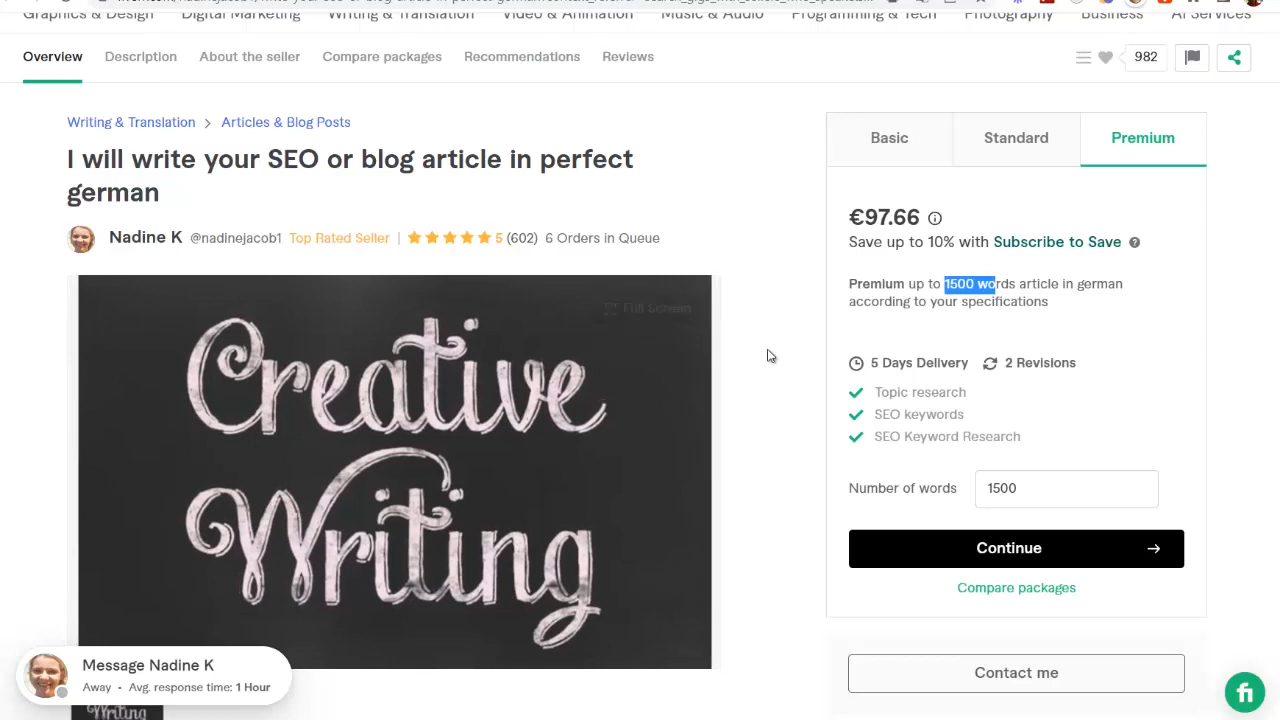 Graphics & Design Digital Marketing Writing & Translation Video & Animation Music & Audio Programming & Tech Photography Business AI Services
Overview Description About the seller Compare packages Recommendations Reviews 982
Writing & Translation > Articles & Blog Posts
I will write your SEO or blog article in perfect
german
Nadine K @nadinejacob1 Top Rated Seller | 5 (602) 6 Orders in Queue
Full Screen
Creative
Writing
Writing
Message Nadine K
Away • Avg. response time: 1 Hour
Basic Standard Premium
€97.66
Save up to 10% with Subscribe to Save ?
Premium up to 1500 words article in german
according to your specifications
5 Days Delivery 2 Revisions
Topic research
SEO keywords
SEO Keyword Research
Number of words 1500
Continue →
Compare packages
Contact me
fi